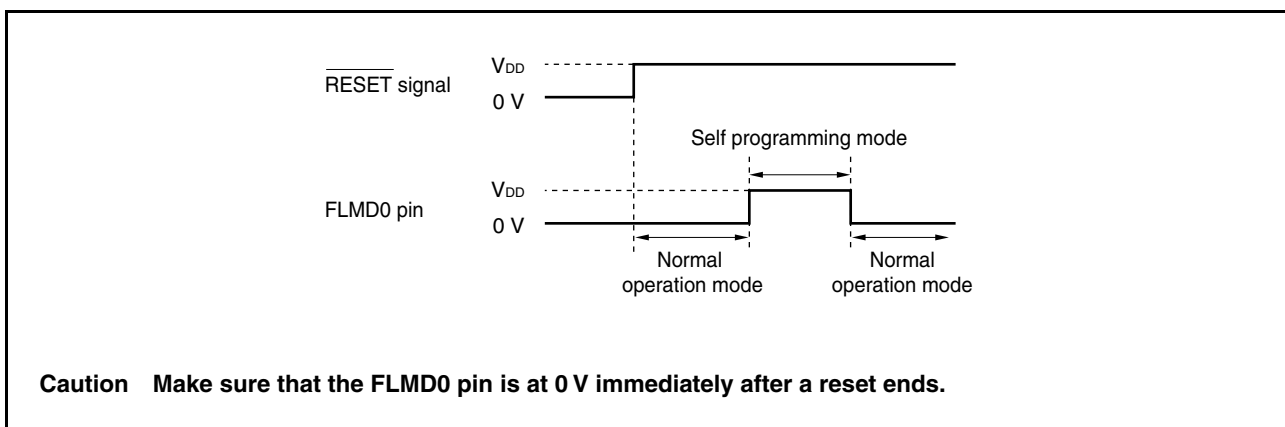 RESET signal
VDD
0 V
Self programming mode
FLMD0 pin
VDD
0 V
Normal
operation mode
Normal
operation mode
Caution Make sure that the FLMD0 pin is at 0 V immediately after a reset ends.